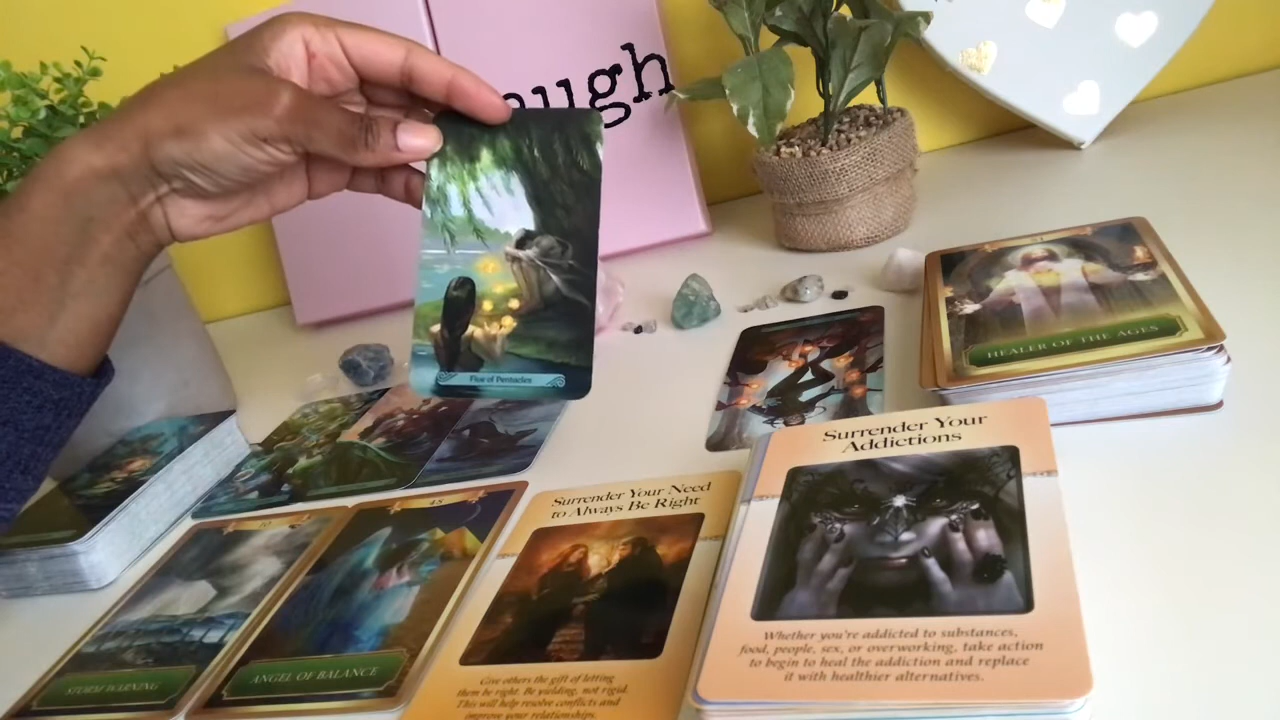 ough
Five of Pentacles
HEALER OF THE AGES
Surrender Your
Addictions
Whether you're addicted to substances,
food, people, sex, or overworking, take action
to begin to heal the addiction and replace
it with healthier alternatives.
Surrender Your Need
to Always Be Right
Give others the gift of letting
them be right. Be yielding, not rigid.
This will help resolve conflicts and
improve your relationships.
48
ANGEL OF BALANCE
10
STORM WARNING